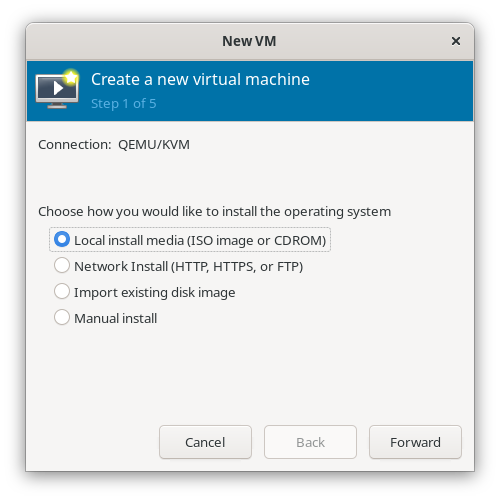 New VM
Create a new virtual machine
Step 1 of 5
Connection: QEMU/KVM
Choose how you would like to install the operating system
Local install media (ISO image or CDROM)
Network Install (HTTP, HTTPS, or FTP)
Import existing disk image
Manual install
Cancel Back Forward